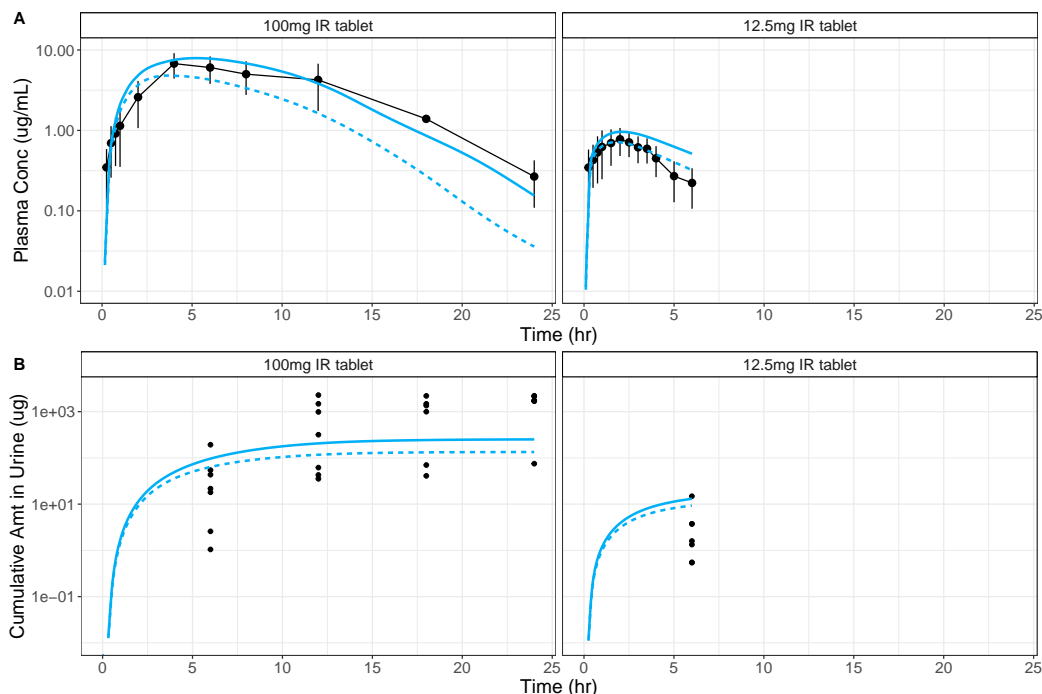 A
100mg IR tablet
12.5mg IR tablet
Plasma Conc (ug/mL)
10.00
1.00
0.10
0.01
0 5 10 15 20 25
0 5 10 15 20 25
Time (hr)
B
100mg IR tablet
12.5mg IR tablet
Cumulative Amt in Urine (ug)
1e+03
1e+01
1e−01
0 5 10 15 20 25
0 5 10 15 20 25
Time (hr)